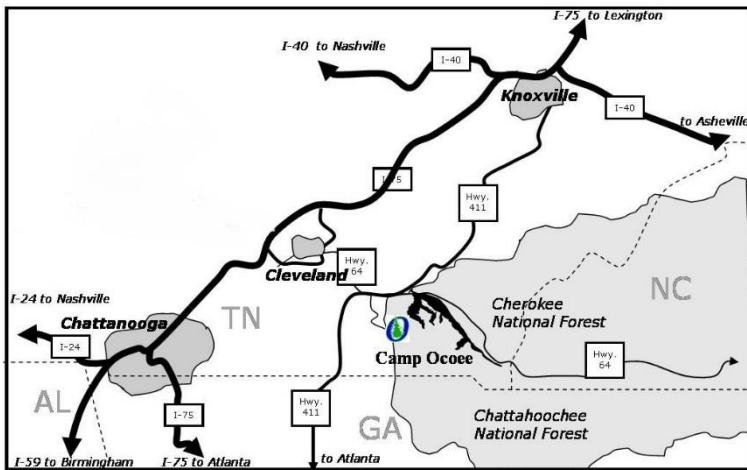 I-75 to Lexington
I-40 to Nashville
I-40
Knoxville
I-40
to Asheville
I-75
Hwy.
411
Cleveland
Hwy.
64
I-24 to Nashville
Chattanooga
TN
NC
Cherokee
National Forest
O
Camp Ocoee
I-24
Hwy.
64
AL
I-75
Hwy.
411
GA
Chattahoochee
National Forest
I-59 to Birmingham
I-75 to Atlanta
to Atlanta